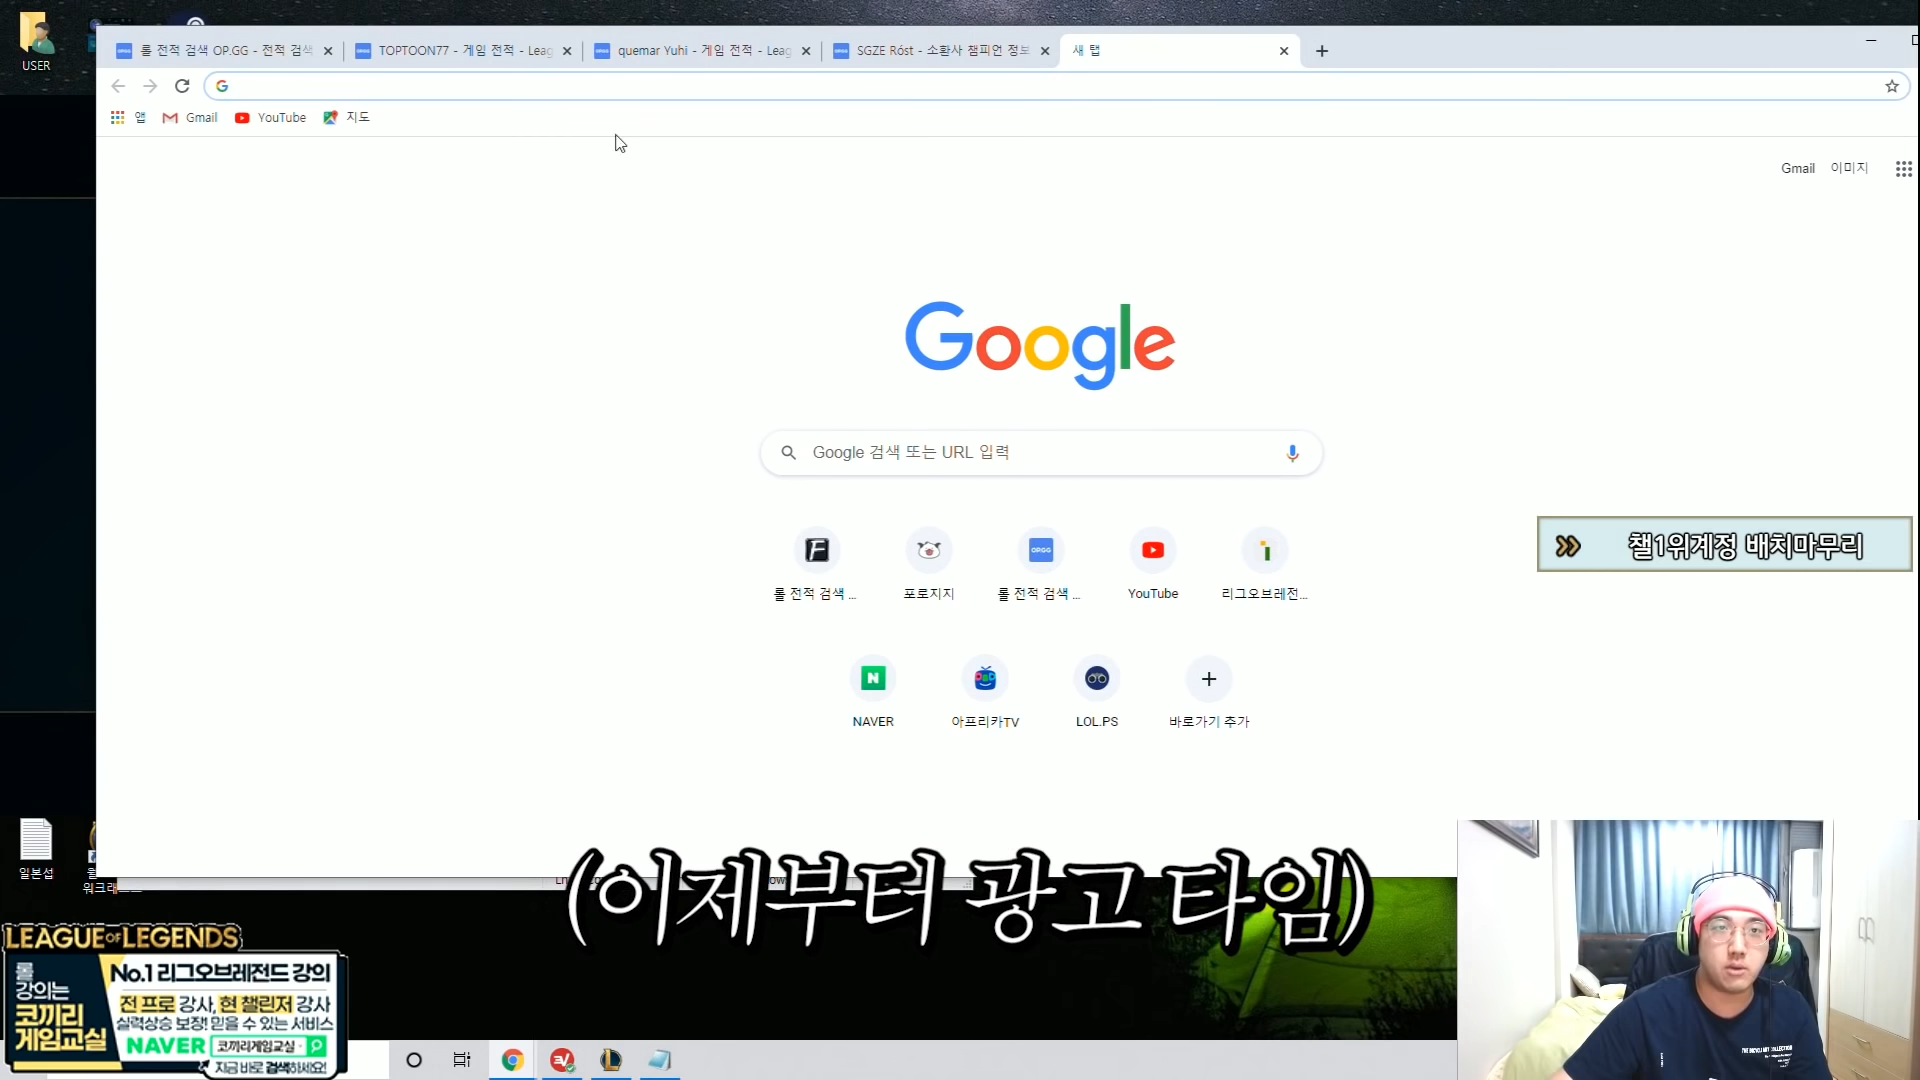 USER
롤 전적 검색 OP.GG - 전적 검색
TOPTOON77 - 게임 전적 - Leag
quemar Yuhi - 게임 전적 - Leag
SGZE Róst - 소환사 챔피언 정보
새 탭
앱
Gmail
YouTube
지도
Gmail
이미지
Google
Google 검색 또는 URL 입력
롤 전적 검색 ...
포로지지
OP.GG
롤 전적 검색 ...
YouTube
리그오브레전...
챌1위계정 배치마무리
NAVER
아프리카TV
LOL.PS
바로가기 추가
일본섭
워크래
(이제부터 광고 타임)
LEAGUE OF LEGENDS
롤
강의는
코끼리
게임교실
No.1 리그오브레전드 강의
전 프로 강사, 현 챌린저 강사
실력상승 보장! 믿을 수 있는 서비스
NAVER 코끼리게임교실
지금 바로 검색하세요!